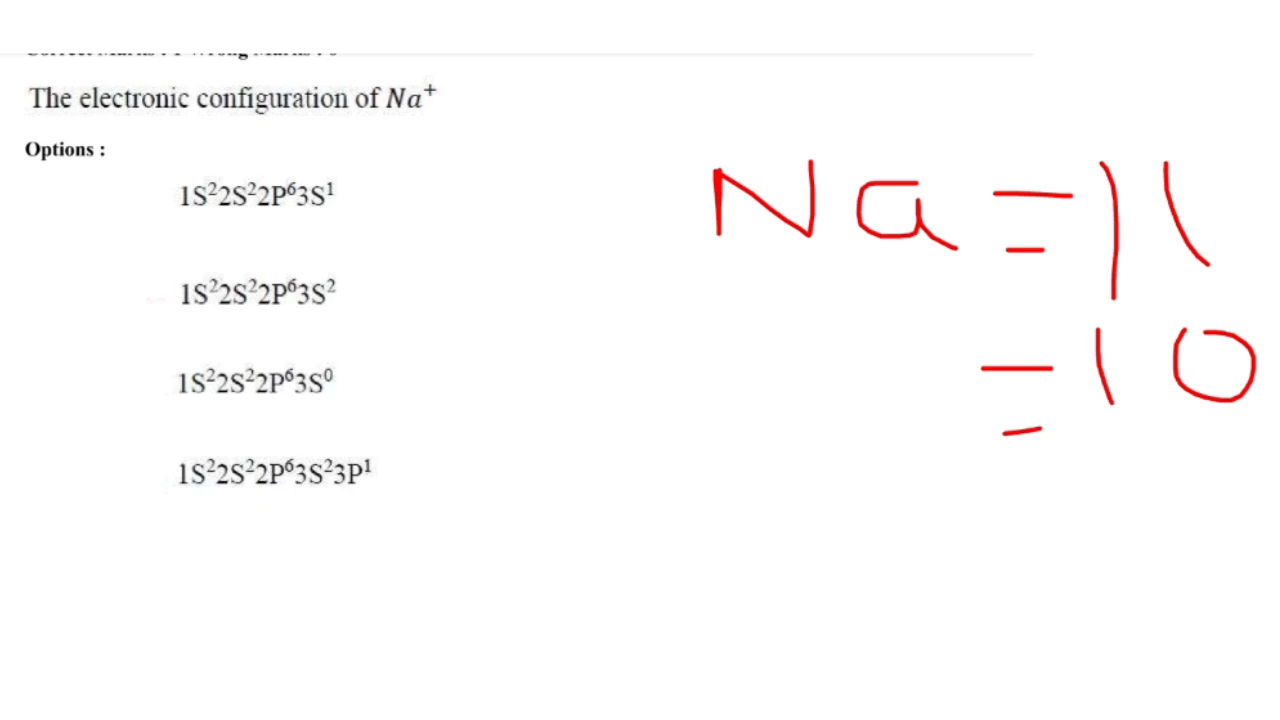 The electronic configuration of Na⁺
Options :
1S²2S²2P⁶3S¹
1S²2S²2P⁶3S²
1S²2S²2P⁶3S⁰
1S²2S²2P⁶3S²3P¹
Na = 11
= 10